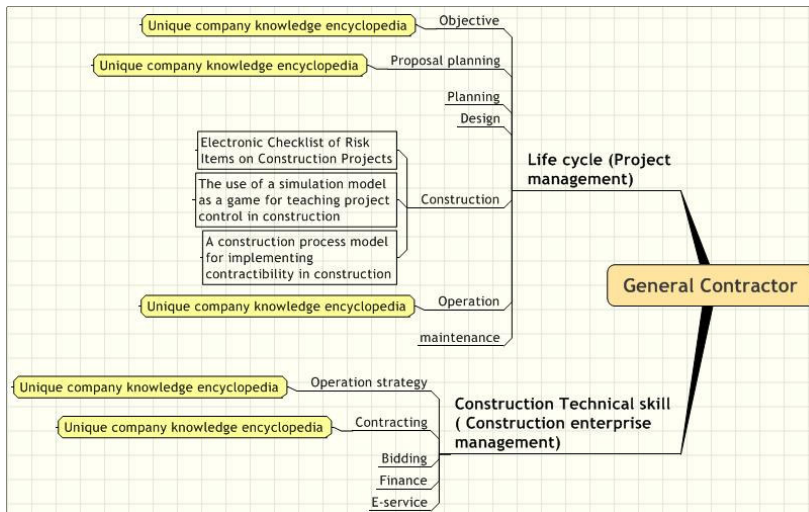 Unique company knowledge encyclopedia
Objective
Unique company knowledge encyclopedia
Proposal planning
Planning
Design
Electronic Checklist of Risk
Items on Construction Projects
The use of a simulation model
as a game for teaching project
control in construction
A construction process model
for implementing
contractibility in construction
Construction
Life cycle (Project
management)
Unique company knowledge encyclopedia
Operation
maintenance
General Contractor
Unique company knowledge encyclopedia
Operation strategy
Unique company knowledge encyclopedia
Contracting
Bidding
Finance
E-service
Construction Technical skill
( Construction enterprise
management)